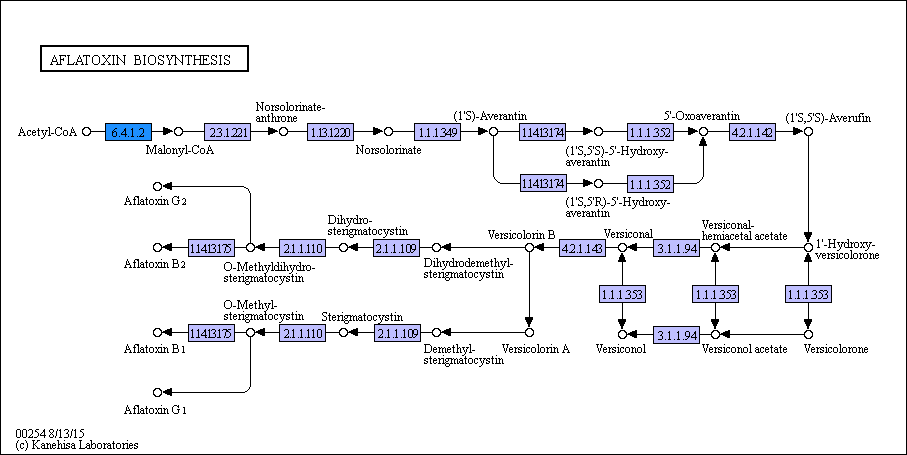 AFLATOXIN BIOSYNTHESIS
Acetyl-CoA
6.4.1.2
Malonyl-CoA
2.3.1.221
Norsolorinate-
anthrone
1.13.12.20
Norsolorinate
1.1.1.349
(1'S)-Averantin
1.14.13.174
(1'S,5'S)-5'-Hydroxy-
averantin
1.1.1.352
5'-Oxoaverantin
4.2.1.142
(1'S,5'S)-Averufin
1.14.13.174
(1'S,5'R)-5'-Hydroxy-
averantin
1.1.1.352
Aflatoxin G2
Aflatoxin B2
1.14.13.175
O-Methyldihydro-
sterigmatocystin
2.1.1.110
Dihydro-
sterigmatocystin
2.1.1.109
Dihydrodemethyl-
sterigmatocystin
Versicolorin B
4.2.1.143
Versiconal
3.1.1.94
Versiconal-
hemiacetal acetate
1'-Hydroxy-
versicolorone
1.1.1.353
1.1.1.353
1.1.1.353
Aflatoxin B1
1.14.13.175
O-Methyl-
sterigmatocystin
2.1.1.110
Sterigmatocystin
2.1.1.109
Demethyl-
sterigmatocystin
Versicolorin A
Versiconol
3.1.1.94
Versiconol acetate
Versicolorone
Aflatoxin G1
00254 8/13/15
(c) Kanehisa Laboratories